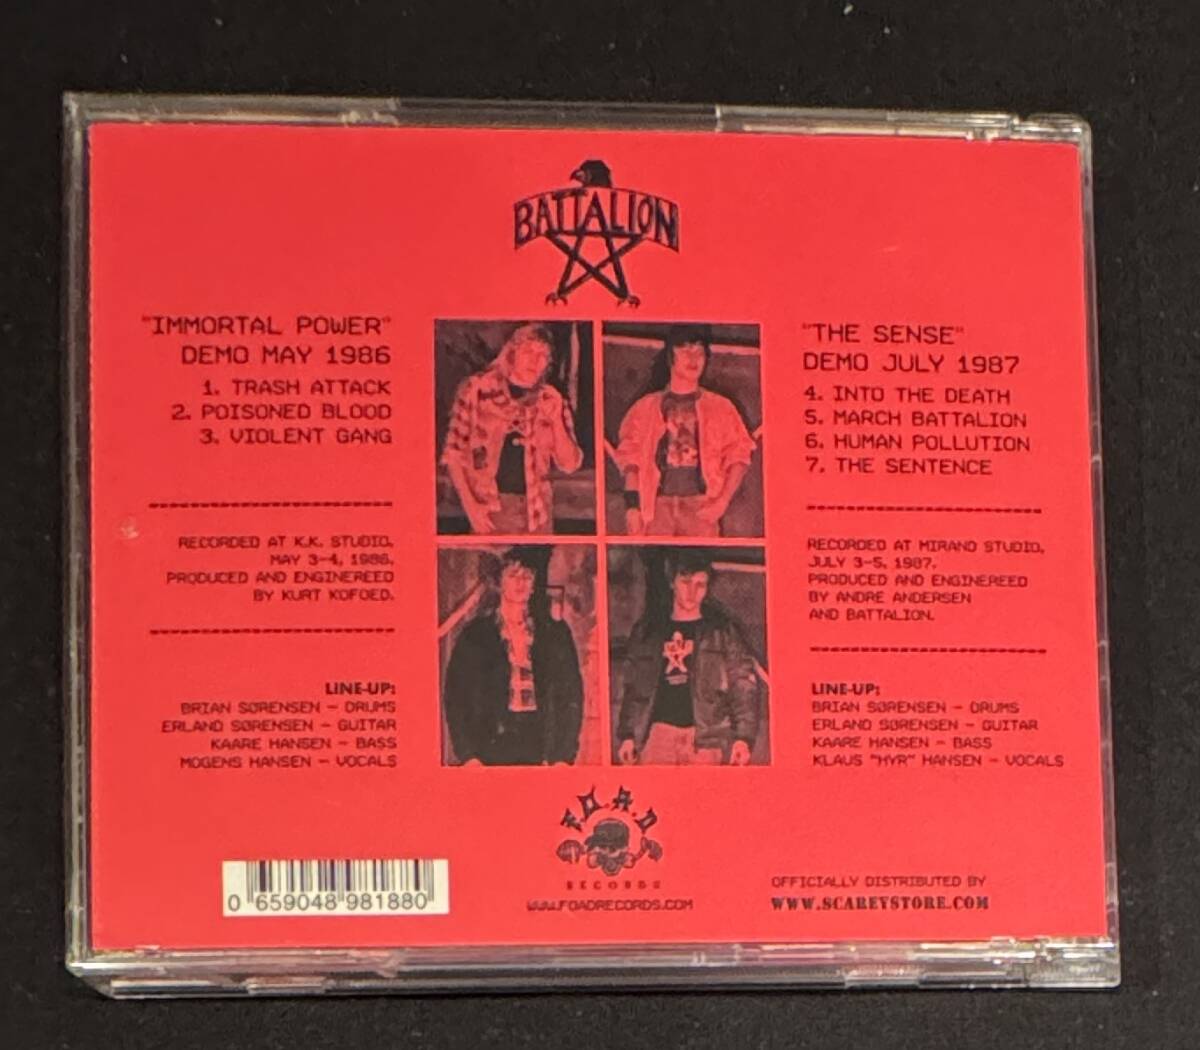 BATTALION
"IMMORTAL POWER"
DEMO MAY 1986
1. TRASH ATTACK
2. POISONED BLOOD
3. VIOLENT GANG
RECORDED AT K.K. STUDIO,
MAY 3-4, 1986.
PRODUCED AND ENGINEREED
BY KURT KOFOED.
LINE-UP:
BRIAN SØRENSEN - DRUMS
ERLAND SØRENSEN - GUITAR
KAARE HANSEN - BASS
MOGENS HANSEN - VOCALS
"THE SENSE"
DEMO JULY 1987
4. INTO THE DEATH
5. MARCH BATTALION
6. HUMAN POLLUTION
7. THE SENTENCE
RECORDED AT MIRAND STUDIO,
JULY 3-5, 1987.
PRODUCED AND ENGINEREED
BY ANDRE ANDERSEN
AND BATTALION.
LINE-UP:
BRIAN SØRENSEN - DRUMS
ERLAND SØRENSEN - GUITAR
KAARE HANSEN - BASS
KLAUS "MYR" HANSEN - VOCALS
0 659048 981880
F.O.A.D.
RECORDS
WWW.FOADRECORDS.COM
OFFICIALLY DISTRIBUTED BY
WWW.SCAREYSTORE.COM